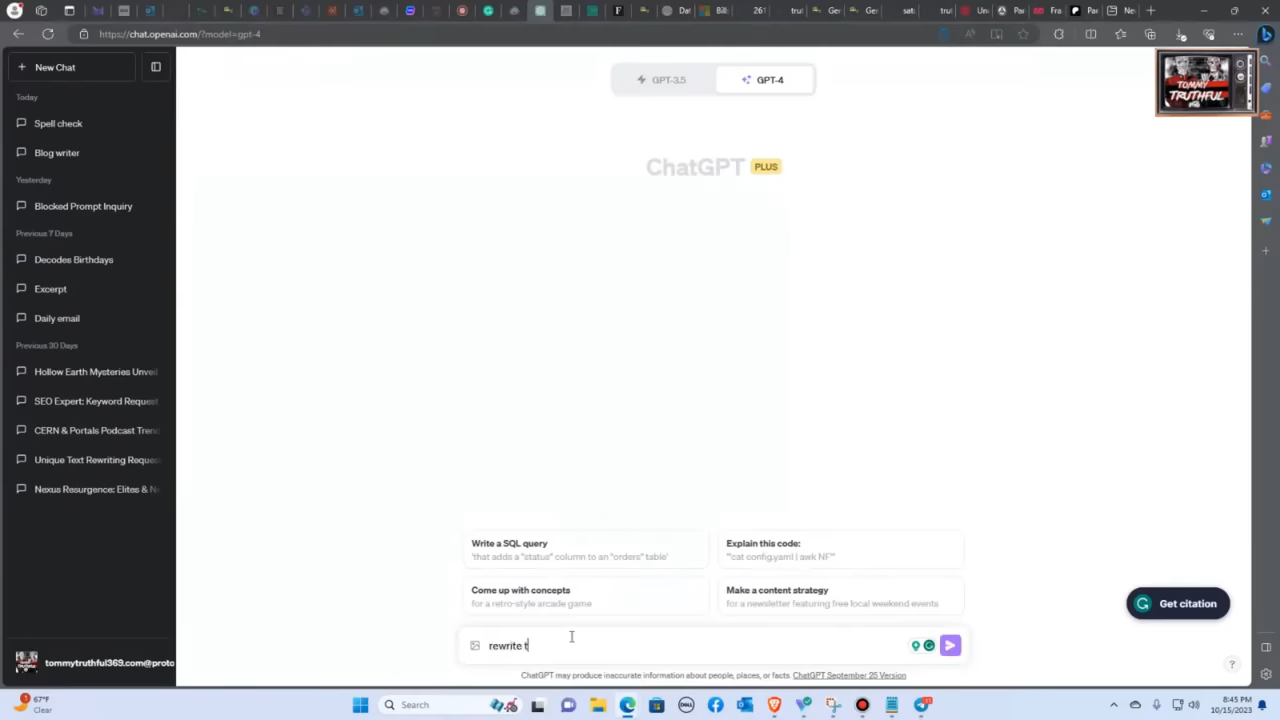 https://chat.openai.com/?model=gpt-4
New Chat
GPT-3.5
GPT-4
TOMMY
TRUTHFUL
Today
Spell check
Blog writer
ChatGPT PLUS
Yesterday
Blocked Prompt Inquiry
Previous 7 Days
Decodes Birthdays
Excerpt
Daily email
Previous 30 Days
Hollow Earth Mysteries Unvei
SEO Expert: Keyword Reques
CERN & Portals Podcast Tren
Unique Text Rewriting Reque
Nexus Resurgence: Elites & N
Write a SQL query
'that adds a "status" column to an "orders" table'
Explain this code:
"'cat config.yaml | awk NF'"
Come up with concepts
for a retro-style arcade game
Make a content strategy
for a newsletter featuring free local weekend events
Get citation
rewrite t
tommytruthful369.com@proto
ChatGPT may produce inaccurate information about people, places, or facts. ChatGPT September 25 Version
?
67°F
Clear
Search
DELL
8:45 PM
10/15/2023